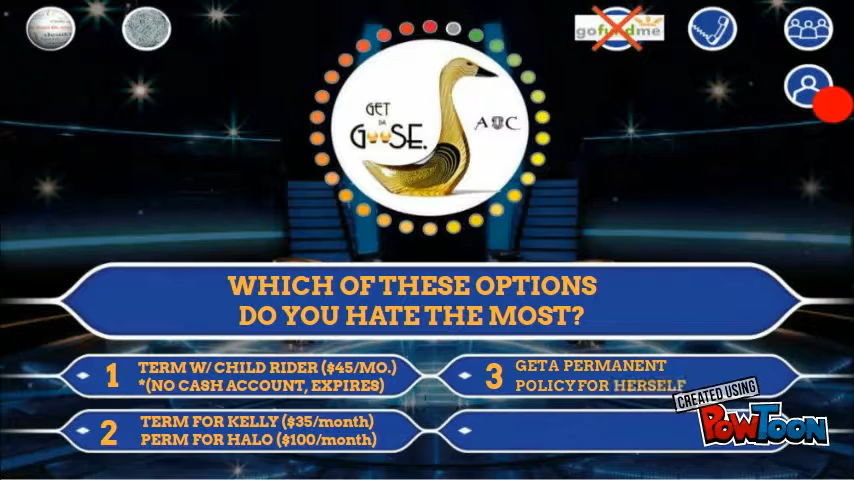 gofundme
GET
DA
GOOSE.
AOC
WHICH OF THESE OPTIONS
DO YOU HATE THE MOST?
1 TERM W/ CHILD RIDER ($45/MO.)
*(NO CASH ACCOUNT, EXPIRES)
3 GET A PERMANENT
POLICY FOR HERSELF
2 TERM FOR KELLY ($35/month)
PERM FOR HALO ($100/month)
CREATED USING
POWTOON